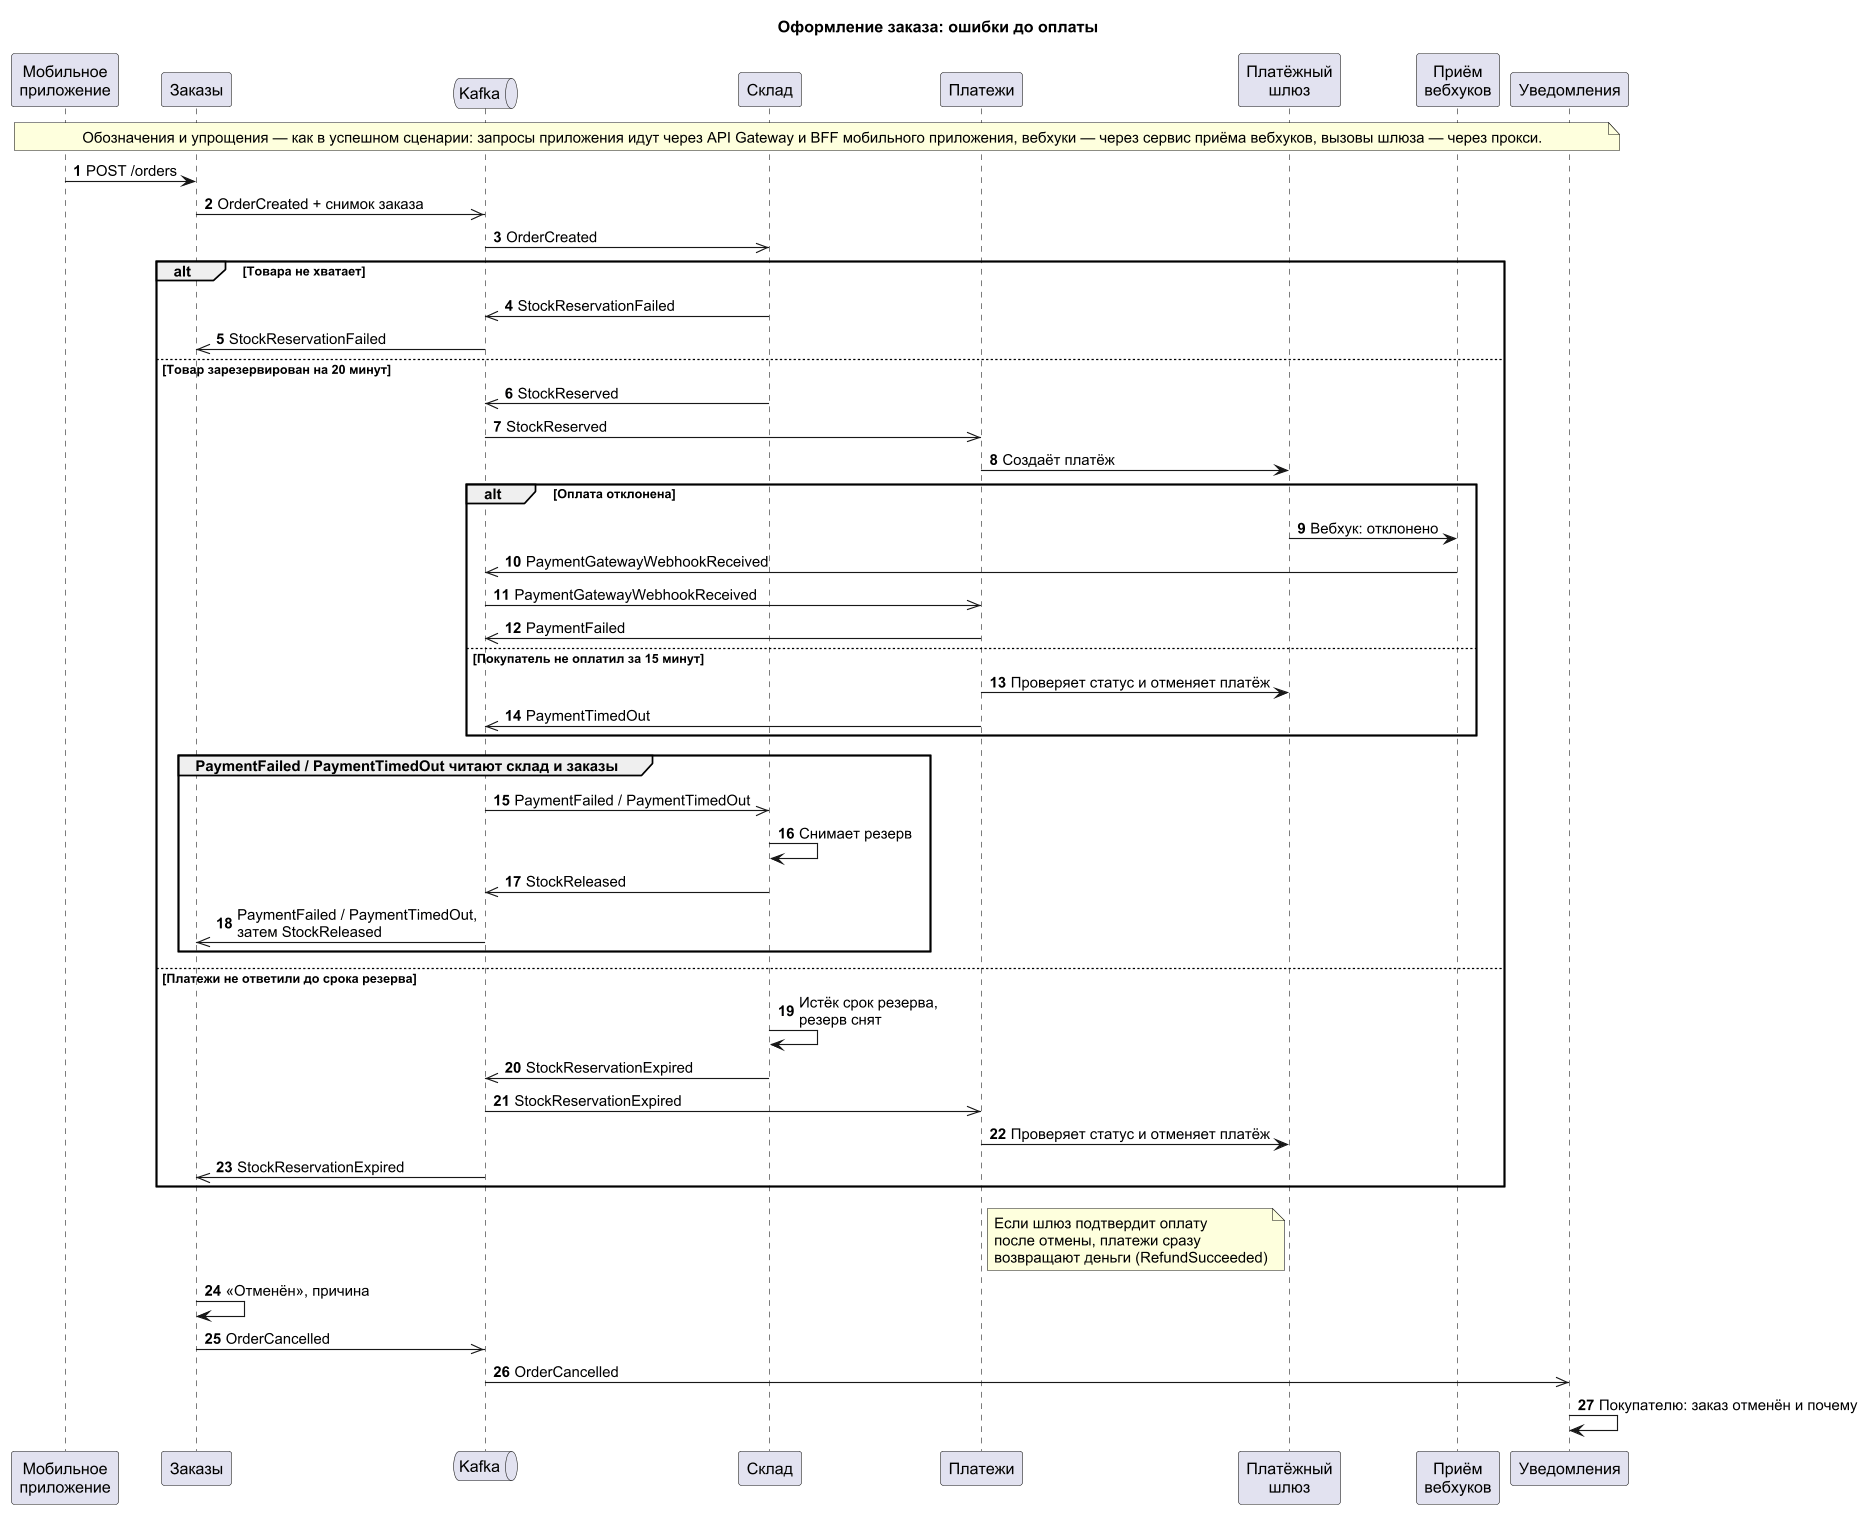 Оформление заказа: ошибки до оплаты
Мобильное
приложение
Заказы
Kafka
Склад
Платежи
Платёжный
шлюз
Приём
вебхуков
Уведомления
Обозначения и упрощения — как в успешном сценарии: запросы приложения идут через API Gateway и BFF мобильного приложения, вебхуки — через сервис приёма вебхуков, вызовы шлюза — через прокси.
1 POST /orders
2 OrderCreated + снимок заказа
3 OrderCreated
alt [Товара не хватает]
4 StockReservationFailed
5 StockReservationFailed
[Товар зарезервирован на 20 минут]
6 StockReserved
7 StockReserved
8 Создаёт платёж
alt [Оплата отклонена]
9 Вебхук: отклонено
10 PaymentGatewayWebhookReceived
11 PaymentGatewayWebhookReceived
12 PaymentFailed
[Покупатель не оплатил за 15 минут]
13 Проверяет статус и отменяет платёж
14 PaymentTimedOut
PaymentFailed / PaymentTimedOut читают склад и заказы
15 PaymentFailed / PaymentTimedOut
16 Снимает резерв
17 StockReleased
18 PaymentFailed / PaymentTimedOut,
затем StockReleased
[Платежи не ответили до срока резерва]
19 Истёк срок резерва,
резерв снят
20 StockReservationExpired
21 StockReservationExpired
22 Проверяет статус и отменяет платёж
23 StockReservationExpired
Если шлюз подтвердит оплату
после отмены, платежи сразу
возвращают деньги (RefundSucceeded)
24 «Отменён», причина
25 OrderCancelled
26 OrderCancelled
27 Покупателю: заказ отменён и почему
Мобильное
приложение
Заказы
Kafka
Склад
Платежи
Платёжный
шлюз
Приём
вебхуков
Уведомления